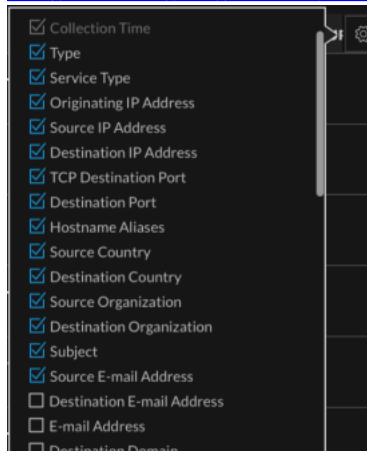 Collection Time
Type
Service Type
Originating IP Address
Source IP Address
Destination IP Address
TCP Destination Port
Destination Port
Hostname Aliases
Source Country
Destination Country
Source Organization
Destination Organization
Subject
Source E-mail Address
Destination E-mail Address
E-mail Address
Destination Domain